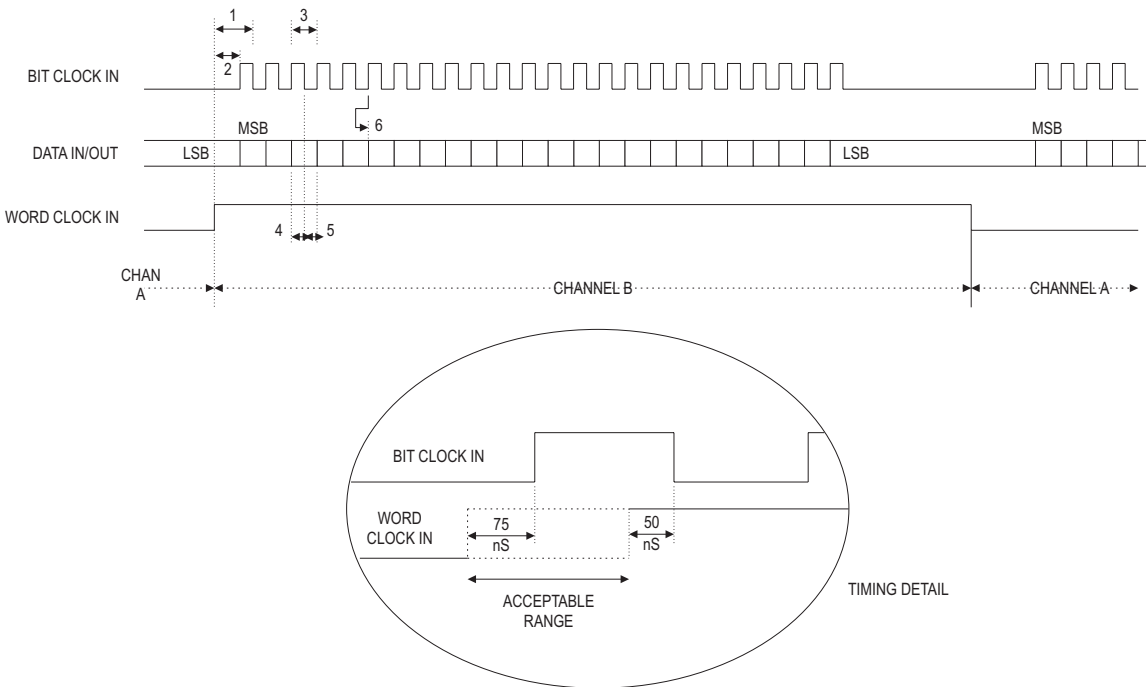 1
3
2
BIT CLOCK IN
6
MSB
MSB
DATA IN/OUT
LSB
LSB
WORD CLOCK IN
4
5
CHAN
A
CHANNEL B
CHANNEL A
BIT CLOCK IN
WORD
CLOCK IN
75
nS
50
nS
ACCEPTABLE
RANGE
TIMING DETAIL